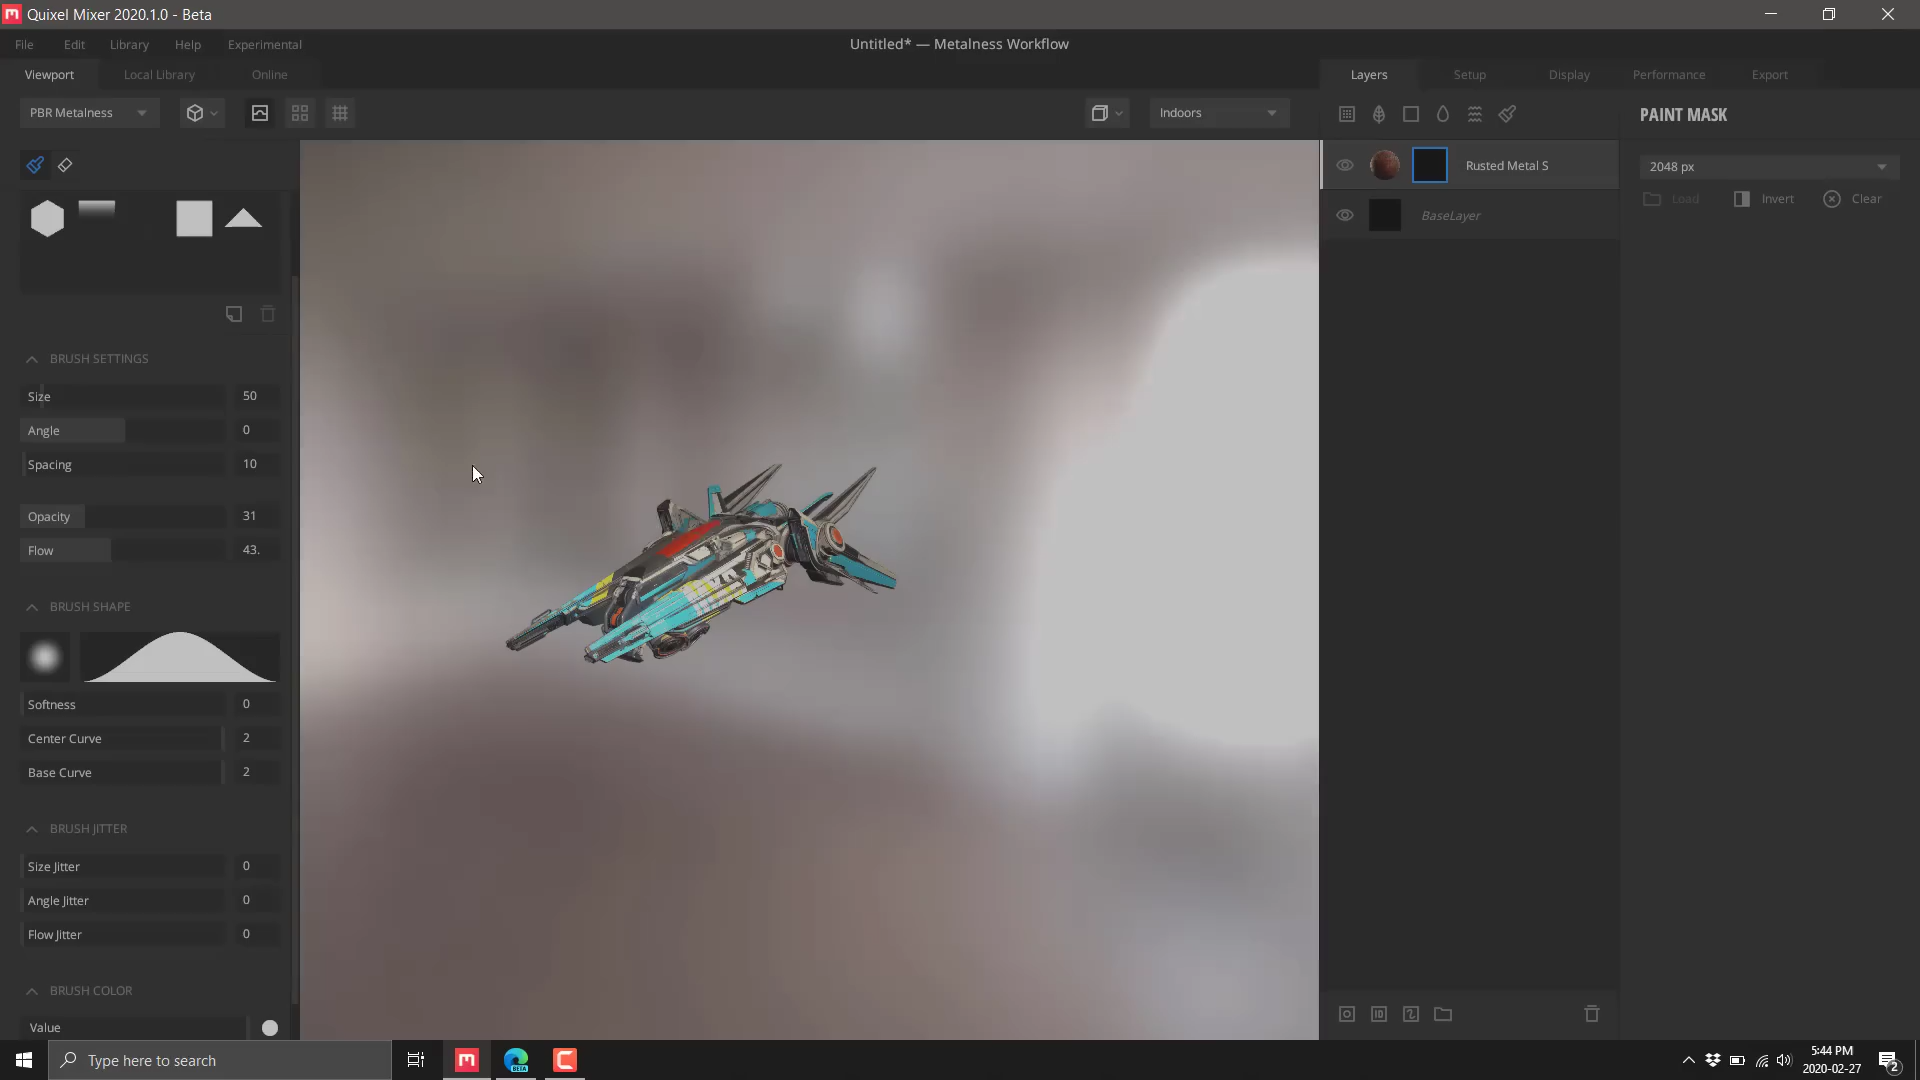 Quixel Mixer 2020.1.0 - Beta
File Edit Library Help Experimental
Untitled* — Metalness Workflow
Viewport Local Library Online
Layers Setup Display Performance Export
PBR Metalness
Indoors
PAINT MASK
2048 px
Load Invert Clear
Rusted Metal S
BaseLayer
BRUSH SETTINGS
Size 50
Angle 0
Spacing 10
Opacity 31
Flow 43.
BRUSH SHAPE
Softness 0
Center Curve 2
Base Curve 2
BRUSH JITTER
Size Jitter 0
Angle Jitter 0
Flow Jitter 0
BRUSH COLOR
Value
Type here to search
BETA
5:44 PM
2020-02-27
2